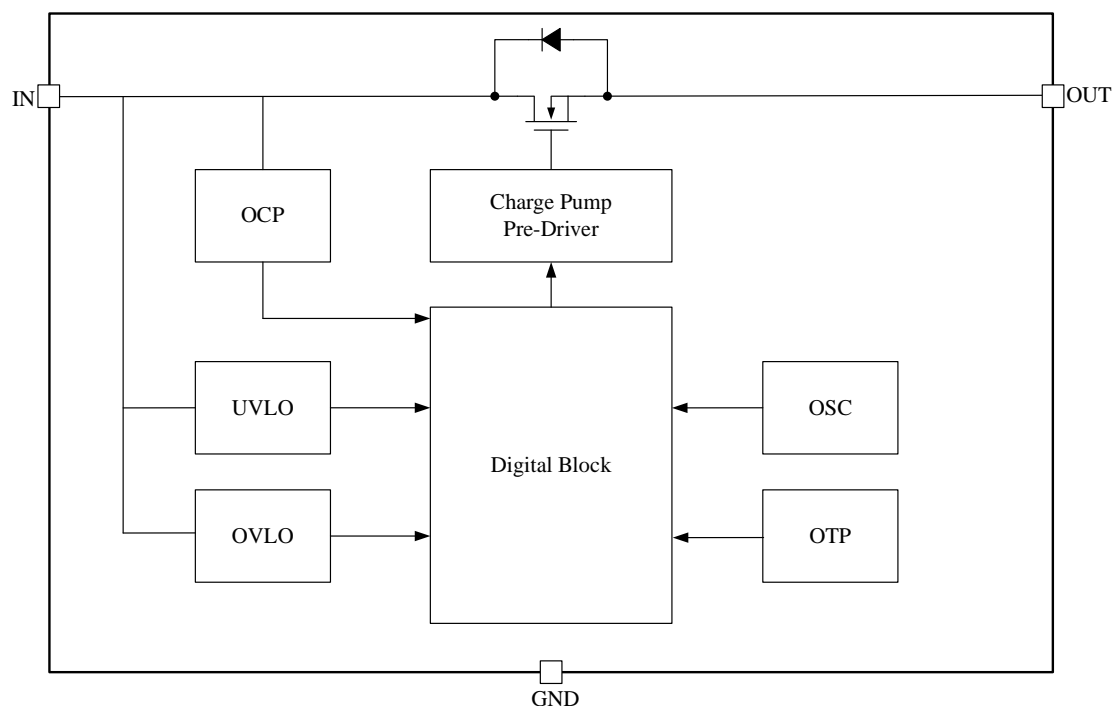 IN
OUT
OCP
Charge Pump
Pre-Driver
UVLO
OSC
Digital Block
OVLO
OTP
GND